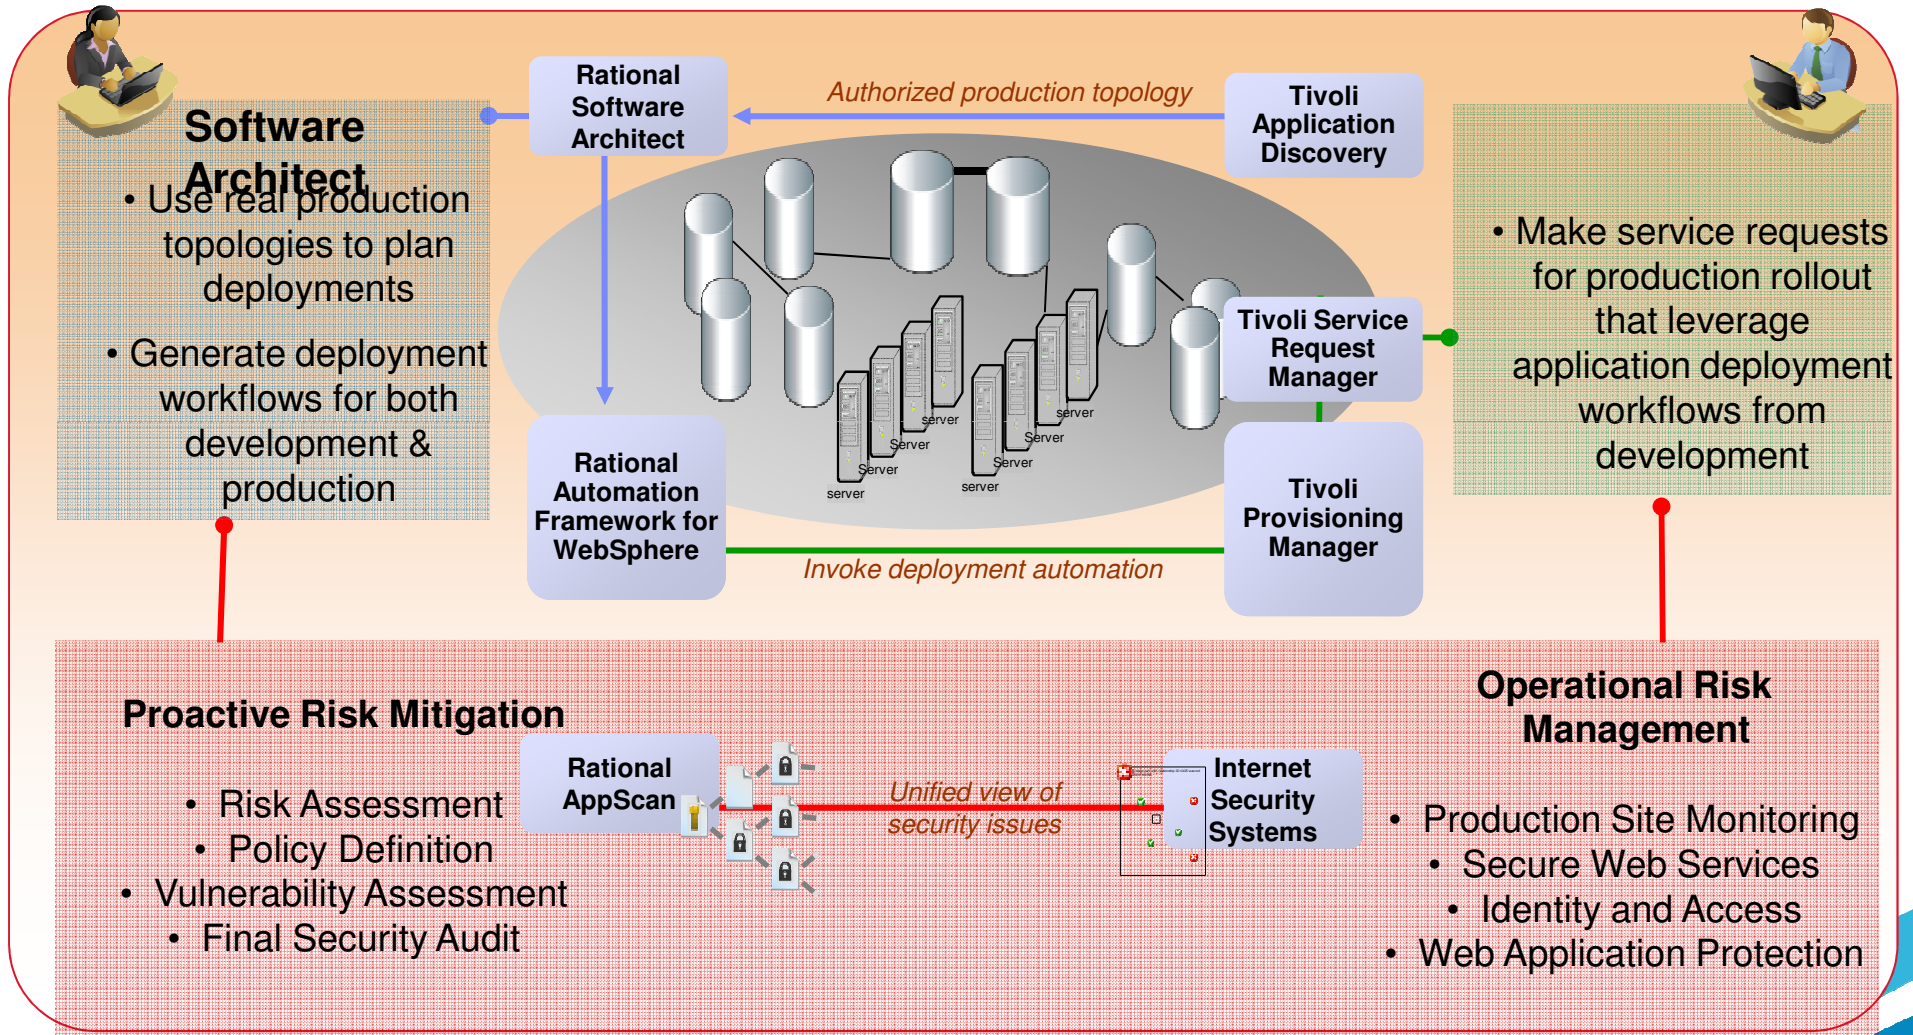 Software
Architect
• Use real production
topologies to plan
deployments
• Generate deployment
workflows for both
development &
production
Rational
Software
Architect
Authorized production topology
Tivoli
Application
Discovery
server
Server
Server
server
server
Server
Server
server
Tivoli Service
Request
Manager
• Make service requests
for production rollout
that leverage
application deployment
workflows from
development
Rational
Automation
Framework for
WebSphere
Invoke deployment automation
Tivoli
Provisioning
Manager
Proactive Risk Mitigation
• Risk Assessment
• Policy Definition
• Vulnerability Assessment
• Final Security Audit
Rational
AppScan
Unified view of
security issues
Internet
Security
Systems
Operational Risk
Management
• Production Site Monitoring
• Secure Web Services
• Identity and Access
• Web Application Protection